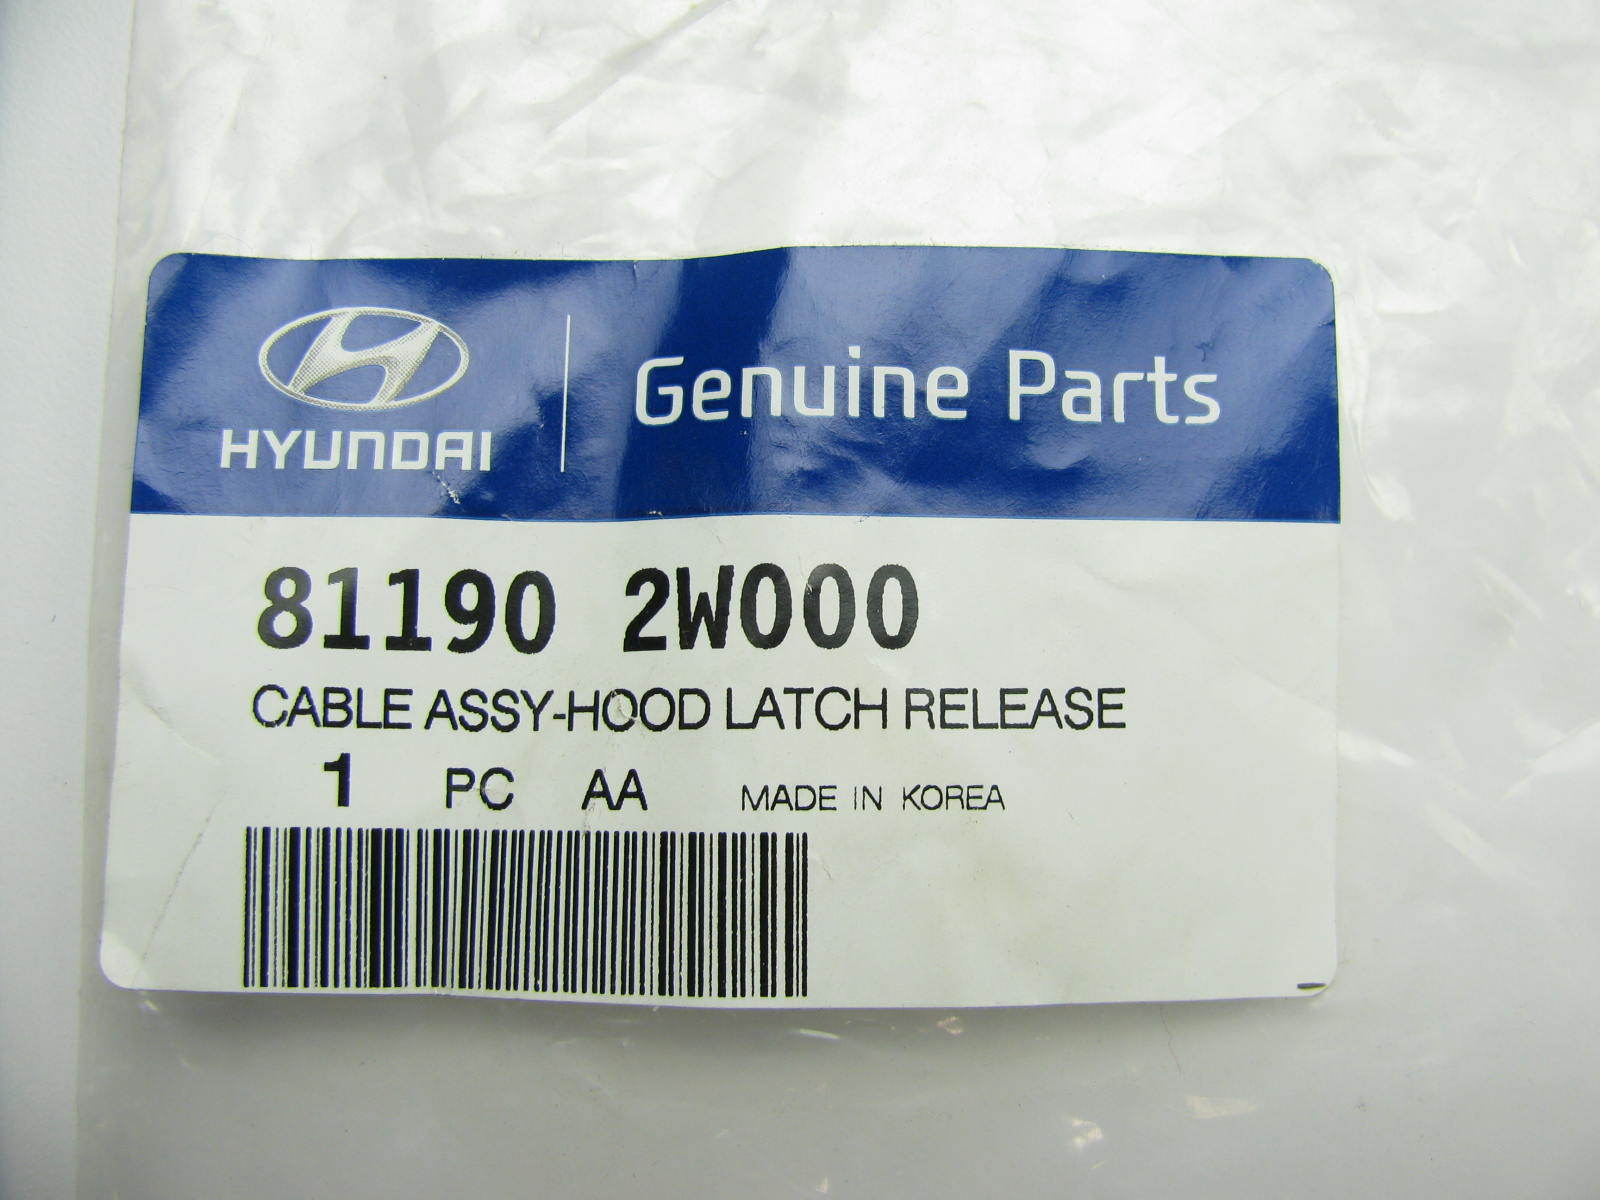 HYUNDAI
Genuine Parts
81190 2W000
CABLE ASSY-HOOD LATCH RELEASE
1 PC AA MADE IN KOREA